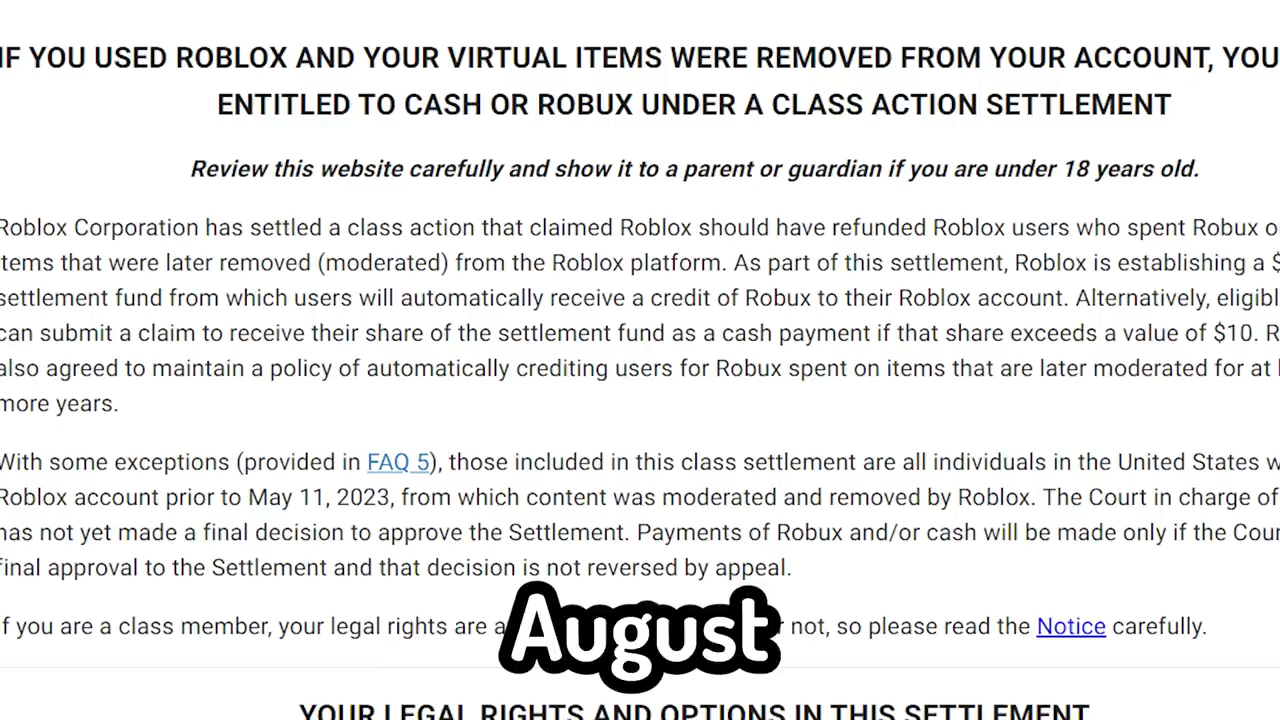 IF YOU USED ROBLOX AND YOUR VIRTUAL ITEMS WERE REMOVED FROM YOUR ACCOUNT, YOU
ENTITLED TO CASH OR ROBUX UNDER A CLASS ACTION SETTLEMENT
Review this website carefully and show it to a parent or guardian if you are under 18 years old.
Roblox Corporation has settled a class action that claimed Roblox should have refunded Roblox users who spent Robux
items that were later removed (moderated) from the Roblox platform. As part of this settlement, Roblox is establishing a $
settlement fund from which users will automatically receive a credit of Robux to their Roblox account. Alternatively,
can submit a claim to receive their share of the settlement fund as a cash payment if that share exceeds a value of $10.
also agreed to maintain a policy of automatically crediting users for Robux spent on items that are later moderated for at
more years.
With some exceptions (provided in FAQ 5), those included in this class settlement are all individuals in the United States
Roblox account prior to May 11, 2023, from which content was moderated and removed by Roblox. The Court in charge of
has not yet made a final decision to approve the Settlement. Payments of Robux and/or cash will be made only if the
final approval to the Settlement and that decision is not reversed by appeal.
If you are a class member, your legal rights are not, so please read the Notice carefully.
August
YOUR LEGAL RIGHTS AND OPTIONS IN THIS SETTLEMENT